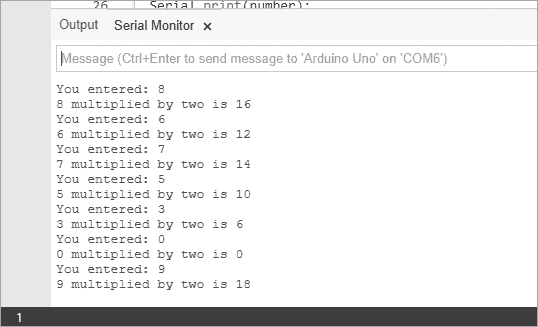 26 Serial.print(number);
Output Serial Monitor ×
Message (Ctrl+Enter to send message to 'Arduino Uno' on 'COM6')
You entered: 8
8 multiplied by two is 16
You entered: 6
6 multiplied by two is 12
You entered: 7
7 multiplied by two is 14
You entered: 5
5 multiplied by two is 10
You entered: 3
3 multiplied by two is 6
You entered: 0
0 multiplied by two is 0
You entered: 9
9 multiplied by two is 18
1